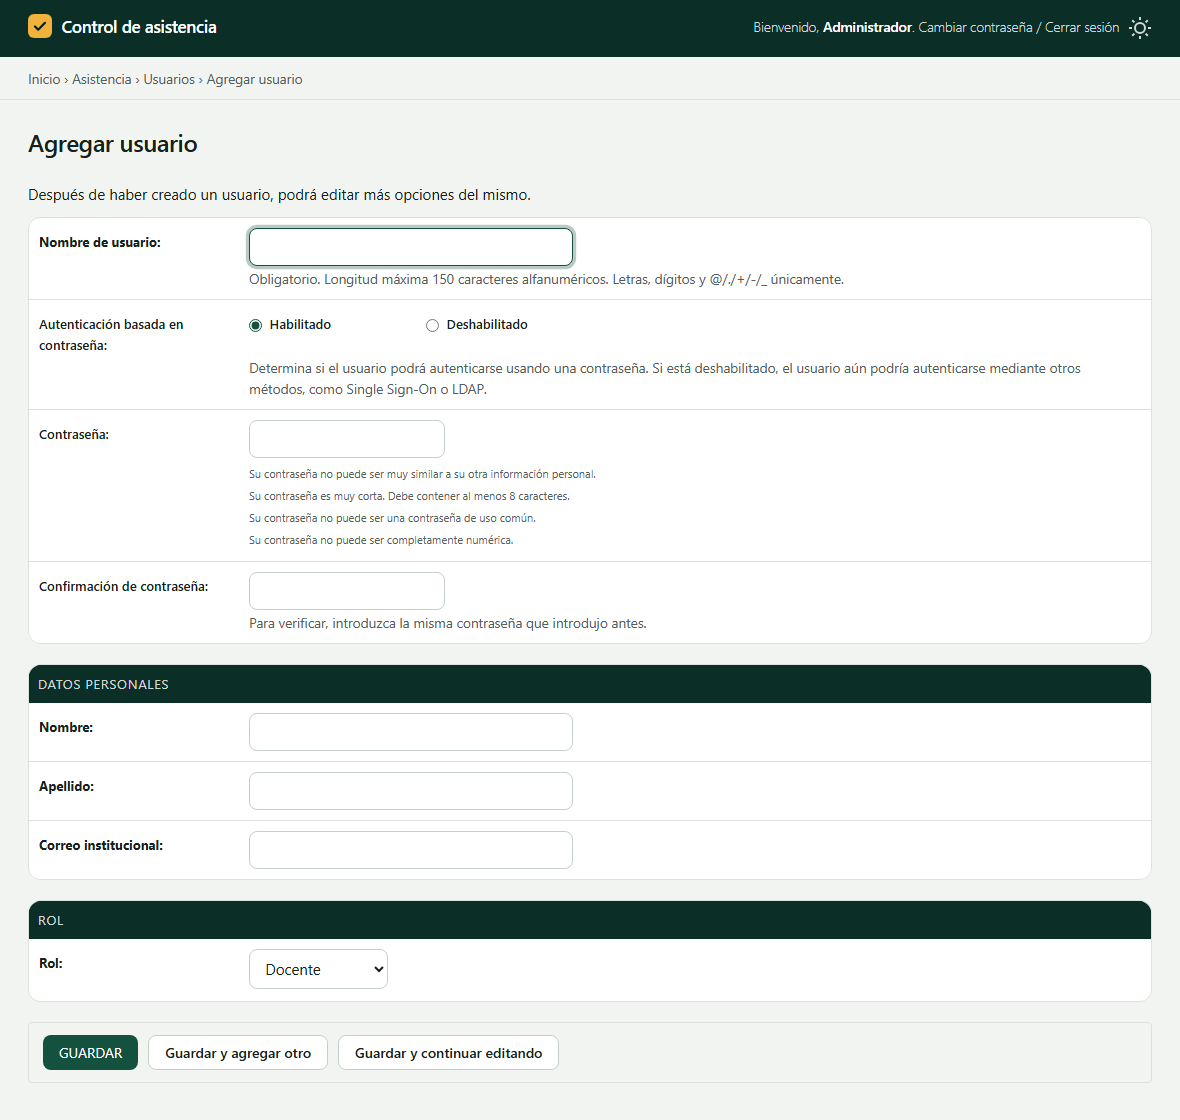 Control de asistencia
Bienvenido, Administrador. Cambiar contraseña / Cerrar sesión
Inicio › Asistencia › Usuarios › Agregar usuario
Agregar usuario
Después de haber creado un usuario, podrá editar más opciones del mismo.
Nombre de usuario:
Obligatorio. Longitud máxima 150 caracteres alfanuméricos. Letras, dígitos y @/./+/-/_ únicamente.
Autenticación basada en
contraseña:
Habilitado
Deshabilitado
Determina si el usuario podrá autenticarse usando una contraseña. Si está deshabilitado, el usuario aún podría autenticarse mediante otros
métodos, como Single Sign-On o LDAP.
Contraseña:
Su contraseña no puede ser muy similar a su otra información personal.
Su contraseña es muy corta. Debe contener al menos 8 caracteres.
Su contraseña no puede ser una contraseña de uso común.
Su contraseña no puede ser completamente numérica.
Confirmación de contraseña:
Para verificar, introduzca la misma contraseña que introdujo antes.
DATOS PERSONALES
Nombre:
Apellido:
Correo institucional:
ROL
Rol:
Docente
GUARDAR
Guardar y agregar otro
Guardar y continuar editando